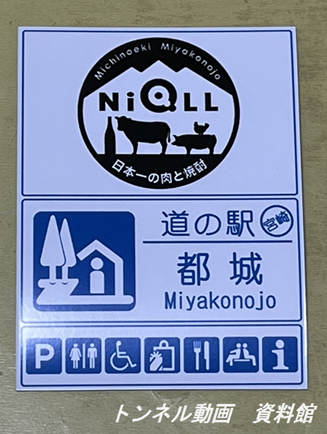 Michinoeki Miyakonojo
NiQLL
日本一の肉と焼酎
道の駅 宮崎
都城
Miyakonojo
P i
トンネル動画 資料館